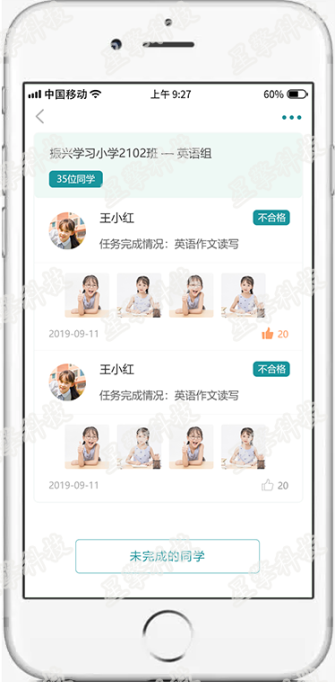 中国移动
上午 9:27
60%
振兴学习小学2102班 --- 英语组
35位同学
王小红
不合格
任务完成情况：英语作文读写
2019-09-11
20
王小红
不合格
任务完成情况：英语作文读写
2019-09-11
20
未完成的同学